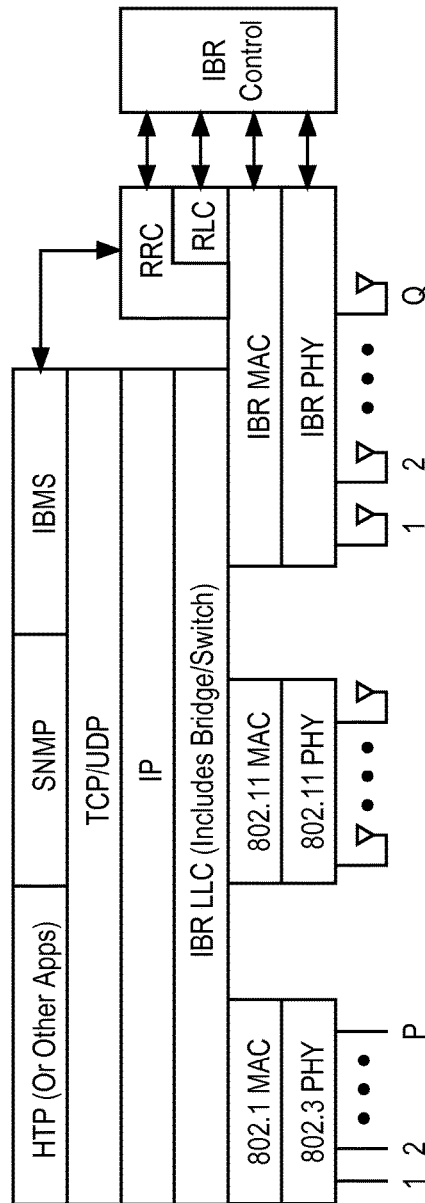 HTP (Or Other Apps)
SNMP
IBMS
TCP/UDP
IP
IBR LLC (Includes Bridge/Switch)
RRC
RLC
IBR
Control
802.1 MAC
802.3 PHY
802.11 MAC
802.11 PHY
IBR MAC
IBR PHY
1 2 P
1 2 Q